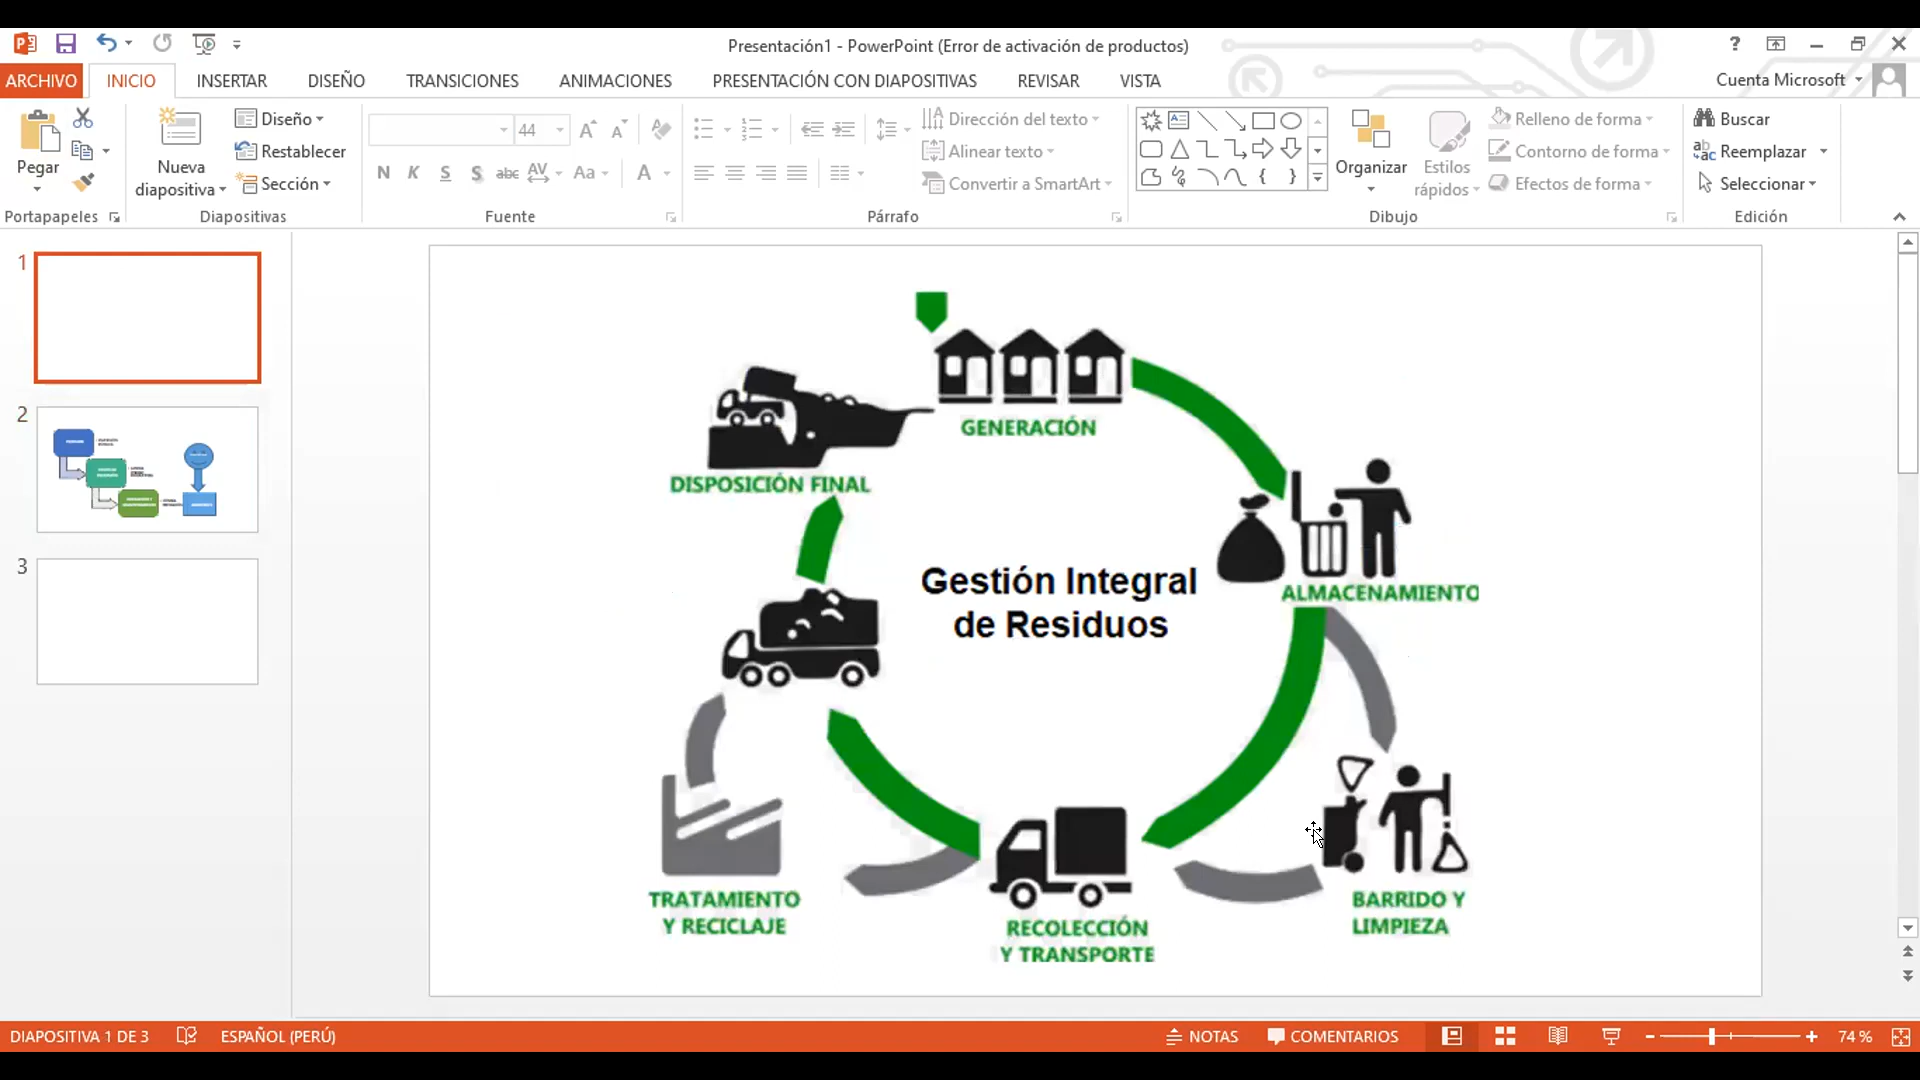 Presentación1 - PowerPoint (Error de activación de productos)
?
ARCHIVO INICIO INSERTAR DISEÑO TRANSICIONES ANIMACIONES PRESENTACIÓN CON DIAPOSITIVAS REVISAR VISTA Cuenta Microsoft
Pegar
Nueva
diapositiva
Diseño
Restablecer
Sección
44
N K S S abc AV Aa A
Dirección del texto
Alinear texto
Convertir a SmartArt
Organizar
Estilos
rápidos
Relleno de forma
Contorno de forma
Efectos de forma
Buscar
Reemplazar
Seleccionar
Portapapeles Diapositivas Fuente Párrafo Dibujo Edición
1
2
3
GENERACIÓN
DISPOSICIÓN FINAL
Gestión Integral
de Residuos
ALMACENAMIENTO
TRATAMIENTO
Y RECICLAJE
RECOLECCIÓN
Y TRANSPORTE
BARRIDO Y
LIMPIEZA
DIAPOSITIVA 1 DE 3 ESPAÑOL (PERÚ) NOTAS COMENTARIOS 74 %